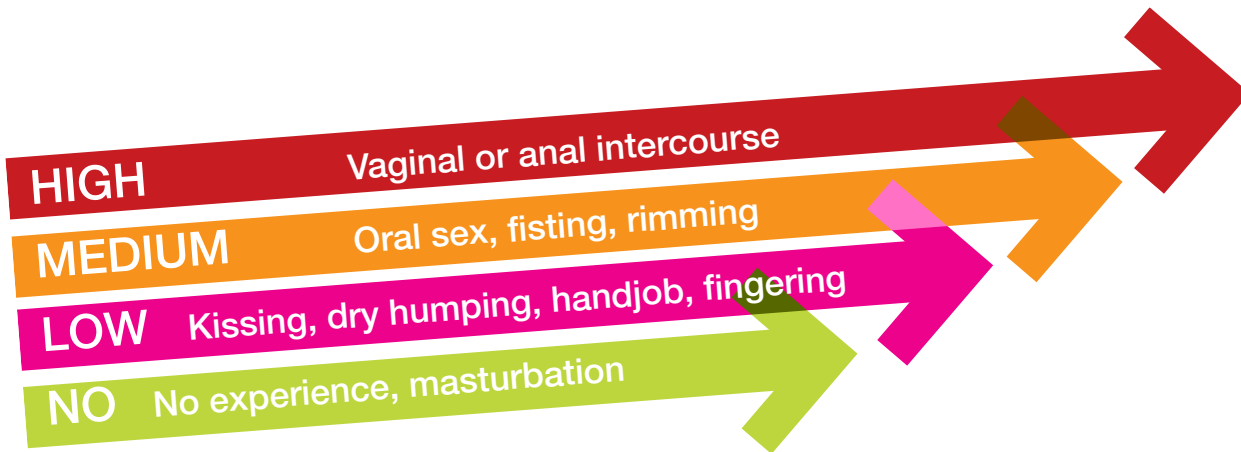 HIGH Vaginal or anal intercourse
MEDIUM Oral sex, fisting, rimming
LOW Kissing, dry humping, handjob, fingering
NO No experience, masturbation